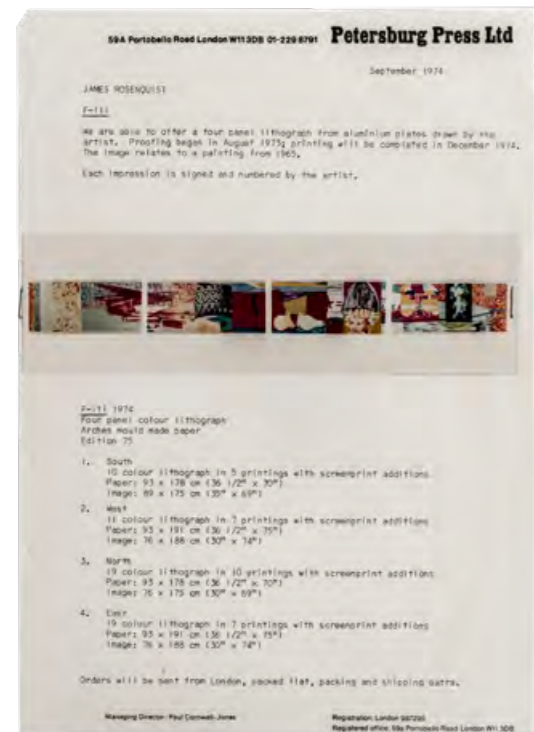 59A Portobello Road London W11 3DB 01-229 8791 Petersburg Press Ltd
September 1974
JAMES ROSENQUIST
F-111
We are able to offer a four panel lithograph from aluminium plates drawn by the
artist. Proofing began in August 1973; printing will be completed in December 1974.
The image relates to a painting from 1965.
Each impression is signed and numbered by the artist.
F-111 1974
Four panel colour lithograph
Arches mould made paper
Edition 75
1. South
10 colour lithograph in 5 printings with screenprint additions
Paper: 93 x 178 cm (36 1/2" x 70")
Image: 89 x 175 cm (35" x 69")
2. West
11 colour lithograph in 7 printings with screenprint additions
Paper: 93 x 191 cm (36 1/2" x 75")
Image: 76 x 188 cm (30" x 74")
3. North
19 colour lithograph in 10 printings with screenprint additions
Paper: 93 x 178 cm (36 1/2" x 70")
Image: 76 x 175 cm (30" x 69")
4. East
19 colour lithograph in 7 printings with screenprint additions
Paper: 93 x 191 cm (36 1/2" x 75")
Image: 76 x 188 cm (30" x 74")
Orders will be sent from London, packed flat, packing and shipping extra.
Managing Director: Paul Cornwall-Jones Registration: London
Registered office: 59a Portobello Road London W11 3DB